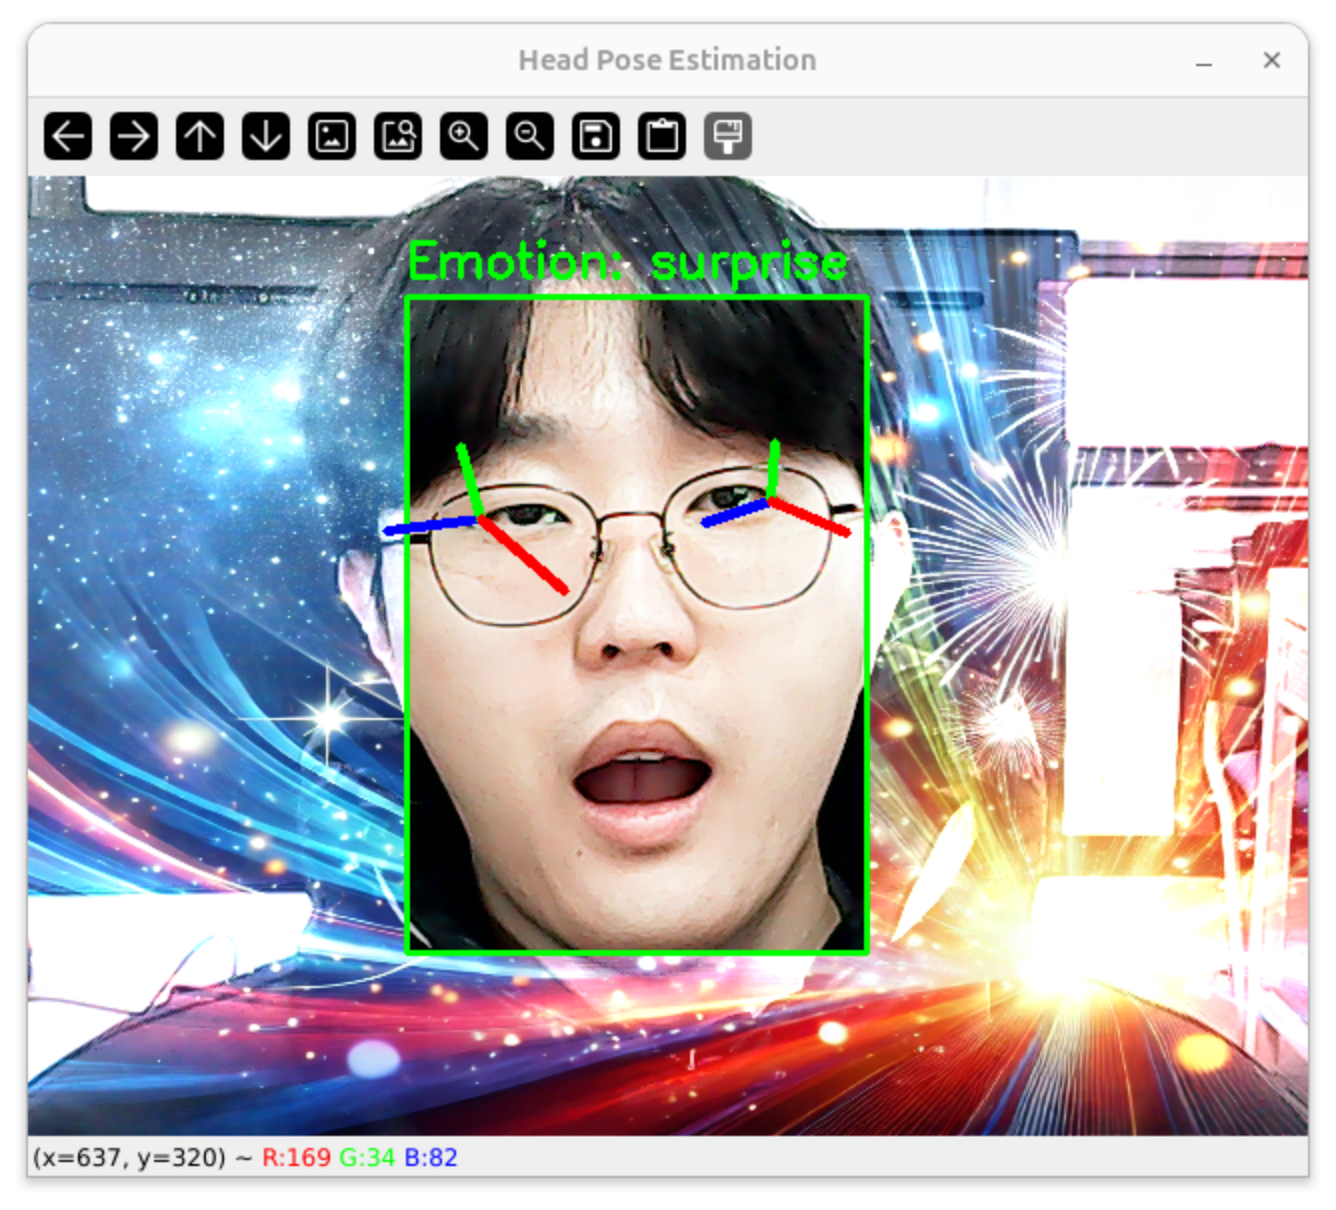 Head Pose Estimation
Emotion: surprise
(x=637, y=320) ~ R:169 G:34 B:82